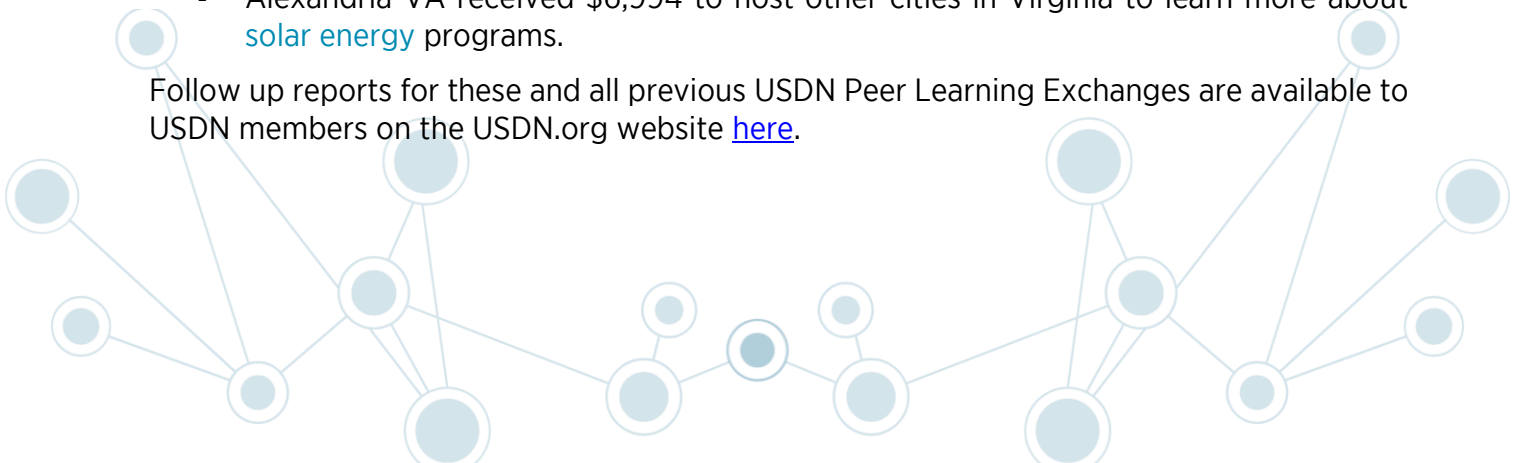 - Alexandria VA received $6,994 to host other cities in Virginia to learn more about
solar energy programs.
Follow up reports for these and all previous USDN Peer Learning Exchanges are available to
USDN members on the USDN.org website here.